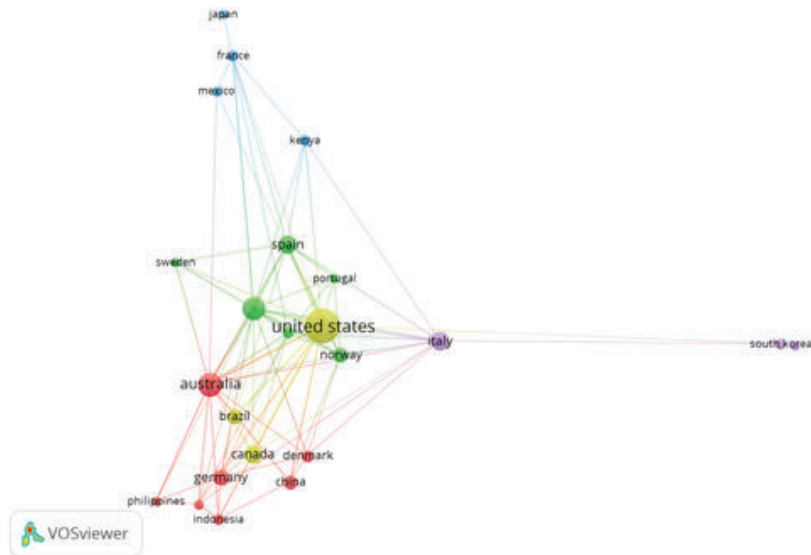 japan
france
mexico
kenya
spain
sweden
portugal
united states
norway
italy
south korea
australia
brazil
canada
denmark
germany
china
philippines
indonesia
VOSviewer